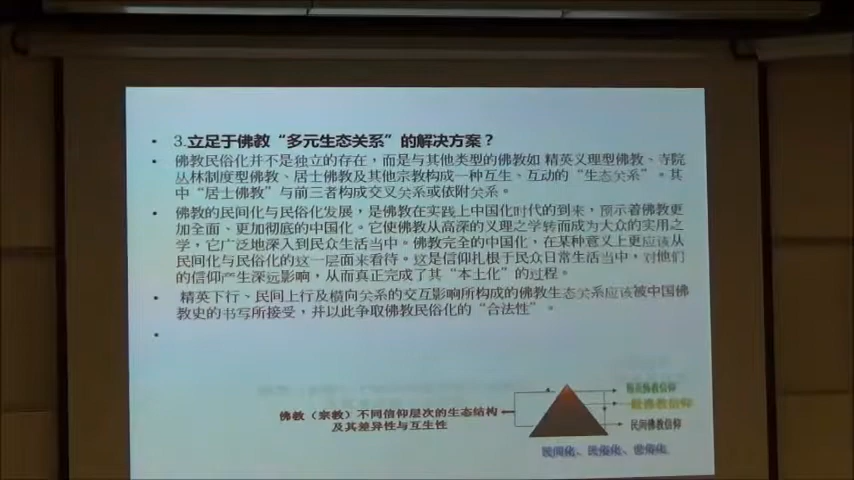 3.立足于佛教“多元生态关系”的解决方案？
佛教民俗化并不是独立的存在，而是与其他类型的佛教如 精英义理型佛教、寺院
丛林制度型佛教、居士佛教及其他宗教构成一种互生、互动的“生态关系”。其
中“居士佛教”与前三者构成交叉关系或依附关系。
佛教的民间化与民俗化发展，是佛教在实践上中国化时代的到来，预示着佛教更
加全面、更加彻底的中国化。它使佛教从高深的义理之学转而成为大众的实用之
学，它广泛地深入到民众生活当中。佛教完全的中国化，在某种意义上更应该从
民间化与民俗化的这一层面来看待。这是信仰扎根于民众日常生活当中，对他们
的信仰产生深远影响，从而真正完成了其“本土化”的过程。
精英下行、民间上行及横向关系的交互影响所构成的佛教生态关系应该被中国佛
教史的书写所接受，并以此争取佛教民俗化的“合法性”。
佛教（宗教）不同信仰层次的生态结构
及其差异性与互生性
精英佛教信仰
民间佛教信仰
民间化、民俗化、世俗化